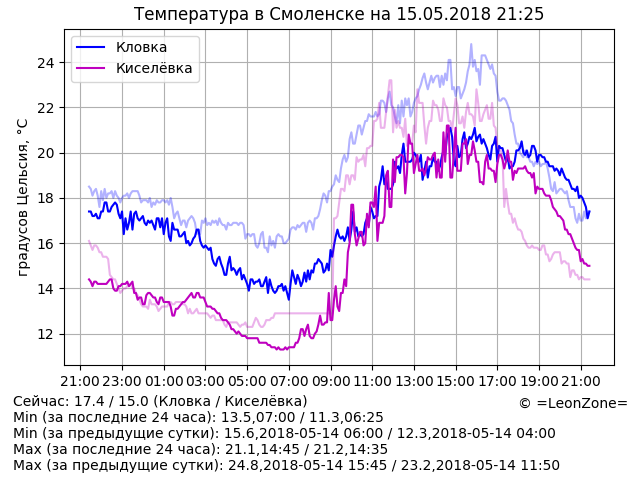 Температура в Смоленске на 15.05.2018 21:25
Кловка
Киселёвка
градусов Цельсия, °C
24
22
20
18
16
14
12
21:00 23:00 01:00 03:00 05:00 07:00 09:00 11:00 13:00 15:00 17:00 19:00 21:00
Сейчас: 17.4 / 15.0 (Кловка / Киселёвка)
© =LeonZone=
Min (за последние 24 часа): 13.5,07:00 / 11.3,06:25
Min (за предыдущие сутки): 15.6,2018-05-14 06:00 / 12.3,2018-05-14 04:00
Max (за последние 24 часа): 21.1,14:45 / 21.2,14:35
Max (за предыдущие сутки): 24.8,2018-05-14 15:45 / 23.2,2018-05-14 11:50